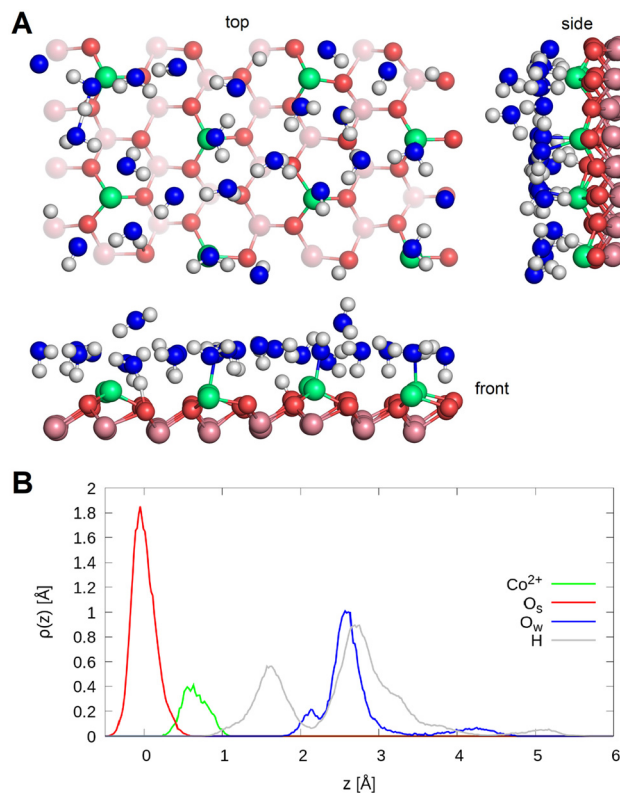 A
top
side
front
B
2
1.8
1.6
1.4
1.2
1
0.8
0.6
0.4
0.2
0
ρ(z) [Å]
Co²⁺
Oₛ
O_w
H
0 1 2 3 4 5 6
z [Å]